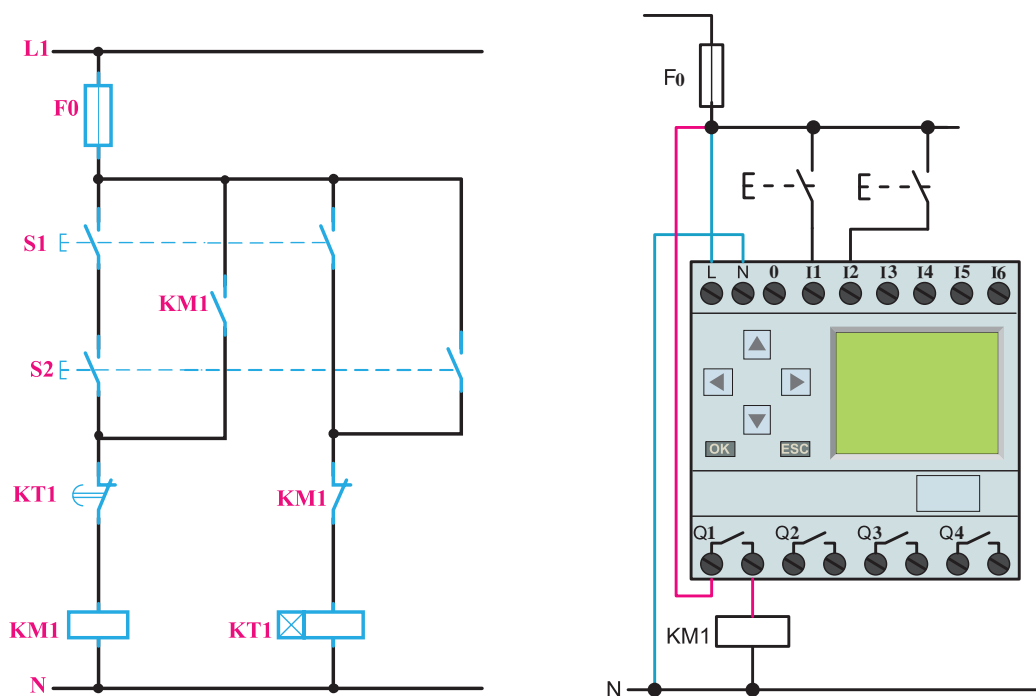 L1
F0
S1
KM1
S2
KT1
KM1
KM1
KT1
N
F0
L N 0 I1 I2 I3 I4 I5 I6
OK ESC
Q1 Q2 Q3 Q4
KM1
N